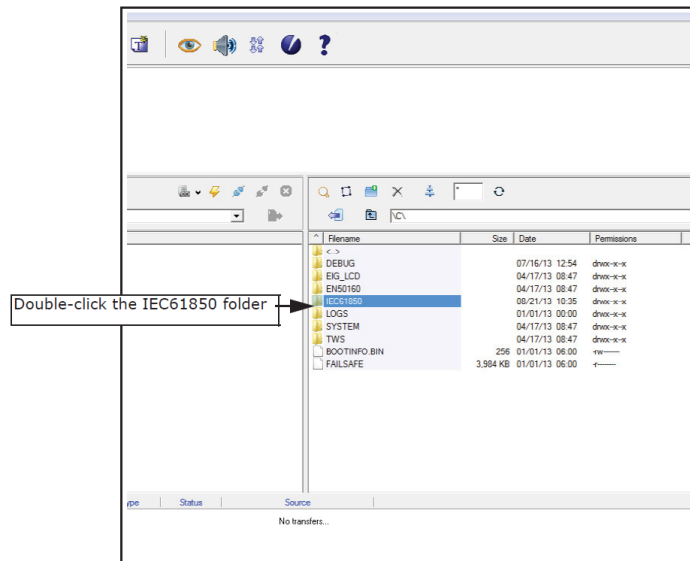 \C\
^ Filename Size Date Permissions
<..>
DEBUG 07/16/13 12:54 drwx-x-x
EIG_LCD 04/17/13 08:47 drwx-x-x
EN50160 04/17/13 08:47 drwx-x-x
Double-click the IEC61850 folder
IEC61850 08/21/13 10:35 drwx-x-x
LOGS 01/01/13 00:00 drwx-x-x
SYSTEM 04/17/13 08:47 drwx-x-x
TWS 04/17/13 08:47 drwx-x-x
BOOTINFO.BIN 256 01/01/13 06:00 -rw——
FAILSAFE 3,984 KB 01/01/13 06:00 -r——
ype Status Source
No transfers...